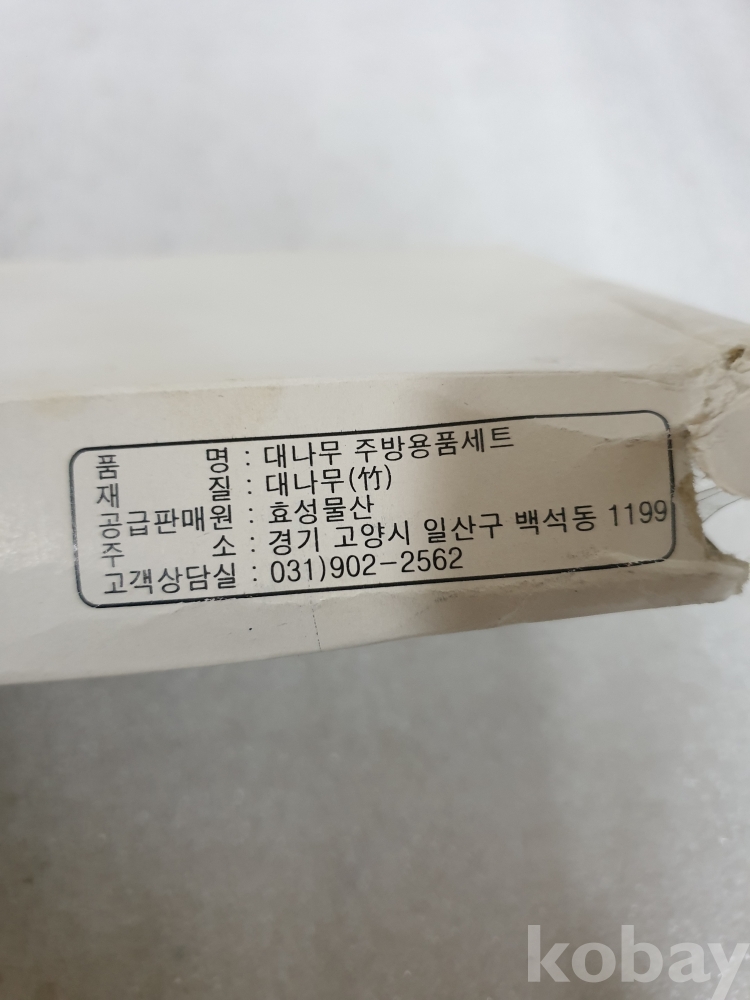 품 명 : 대나무 주방용품세트
재 질 : 대나무(竹)
공급판매원 : 효성물산
주 소 : 경기 고양시 일산구 백석동 1199
고객상담실 : 031)902-2562
kobay